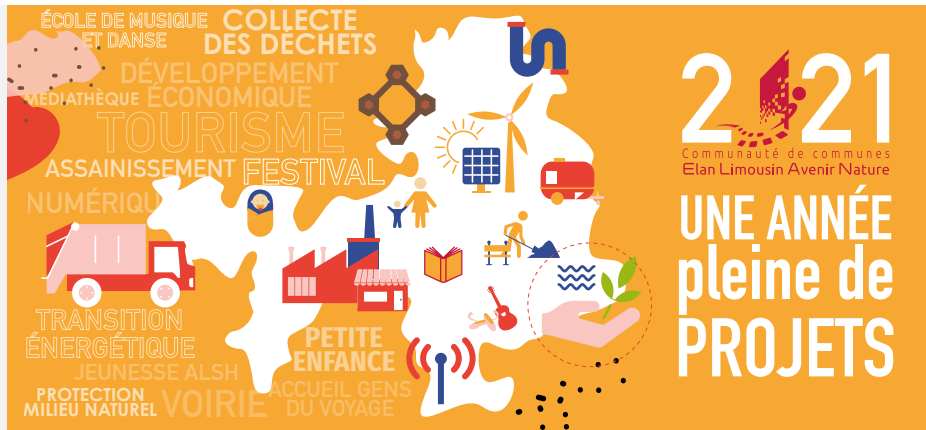 ÉCOLE DE MUSIQUE
ET DANSE
COLLECTE
DES DÉCHETS
DÉVELOPPEMENT
ÉCONOMIQUE
MÉDIATHÈQUE
TOURISME
ASSAINISSEMENT
FESTIVAL
NUMÉRIQU
TRANSITION
ÉNERGÉTIQUE
JEUNESSE ALSH
PROTECTION
MILIEU NATUREL
VOIRIE
PETITE
ENFANCE
ACCUEIL GENS
DU VOYAGE
2021
Communauté de communes
Elan Limousin Avenir Nature
UNE ANNÉE
pleine de
PROJETS